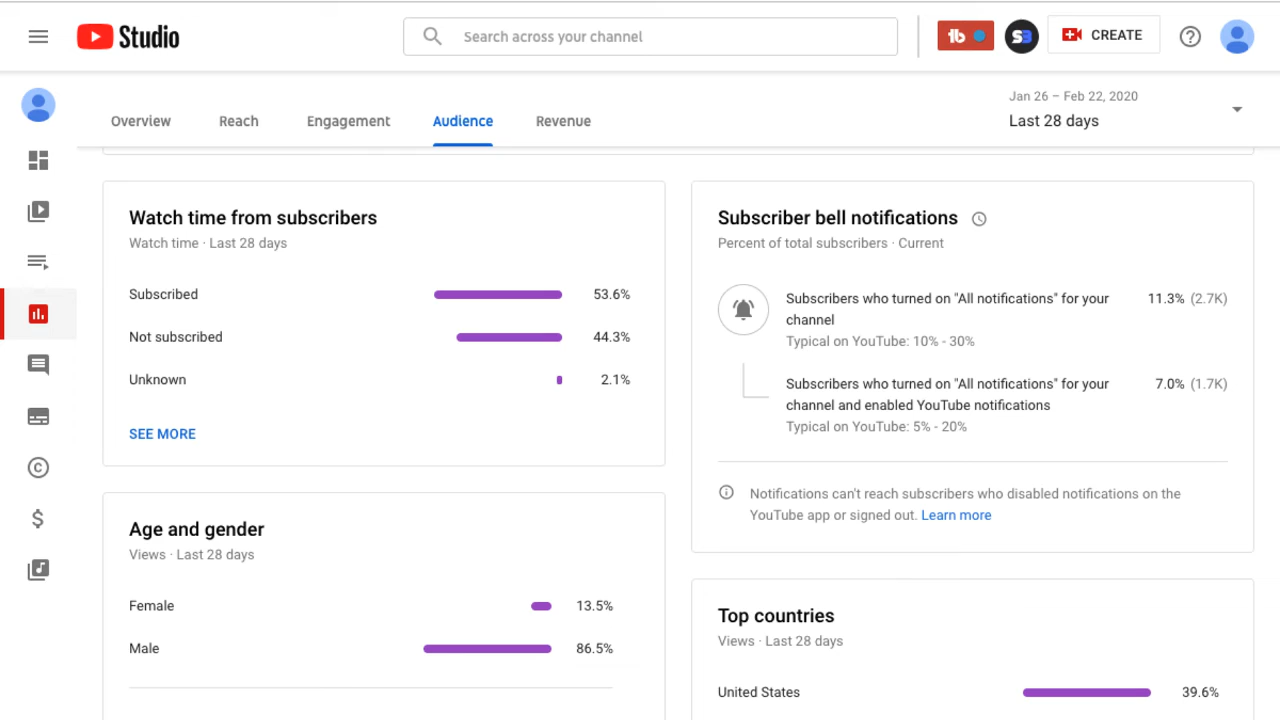 Studio
Search across your channel
tb
S3
CREATE
Overview
Reach
Engagement
Audience
Revenue
Jan 26 – Feb 22, 2020
Last 28 days
Watch time from subscribers
Watch time · Last 28 days
Subscribed 53.6%
Not subscribed 44.3%
Unknown 2.1%
SEE MORE
Subscriber bell notifications
Percent of total subscribers · Current
Subscribers who turned on "All notifications" for your 11.3% (2.7K)
channel
Typical on YouTube: 10% - 30%
Subscribers who turned on "All notifications" for your 7.0% (1.7K)
channel and enabled YouTube notifications
Typical on YouTube: 5% - 20%
Notifications can't reach subscribers who disabled notifications on the
YouTube app or signed out. Learn more
Age and gender
Views · Last 28 days
Female 13.5%
Male 86.5%
Top countries
Views · Last 28 days
United States 39.6%